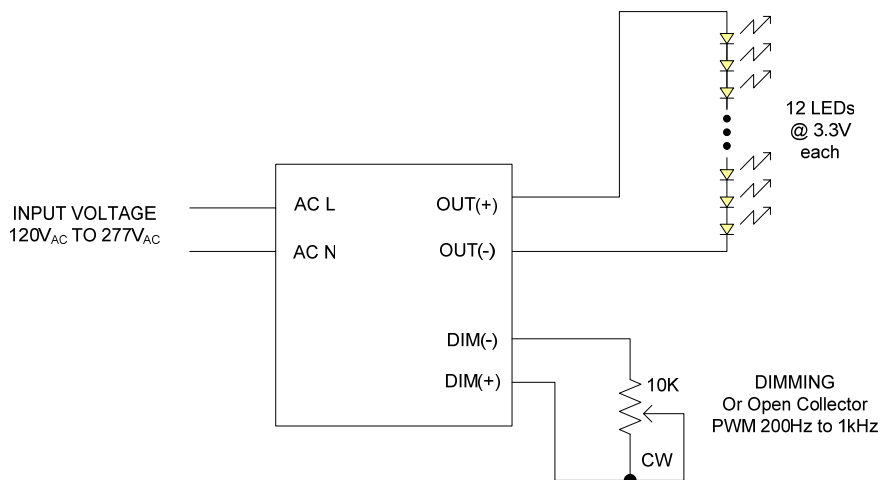 12 LEDs
@ 3.3V
each
INPUT VOLTAGE
120VAC TO 277VAC
AC L
AC N
OUT(+)
OUT(-)
DIM(-)
DIM(+)
10K
CW
DIMMING
Or Open Collector
PWM 200Hz to 1kHz